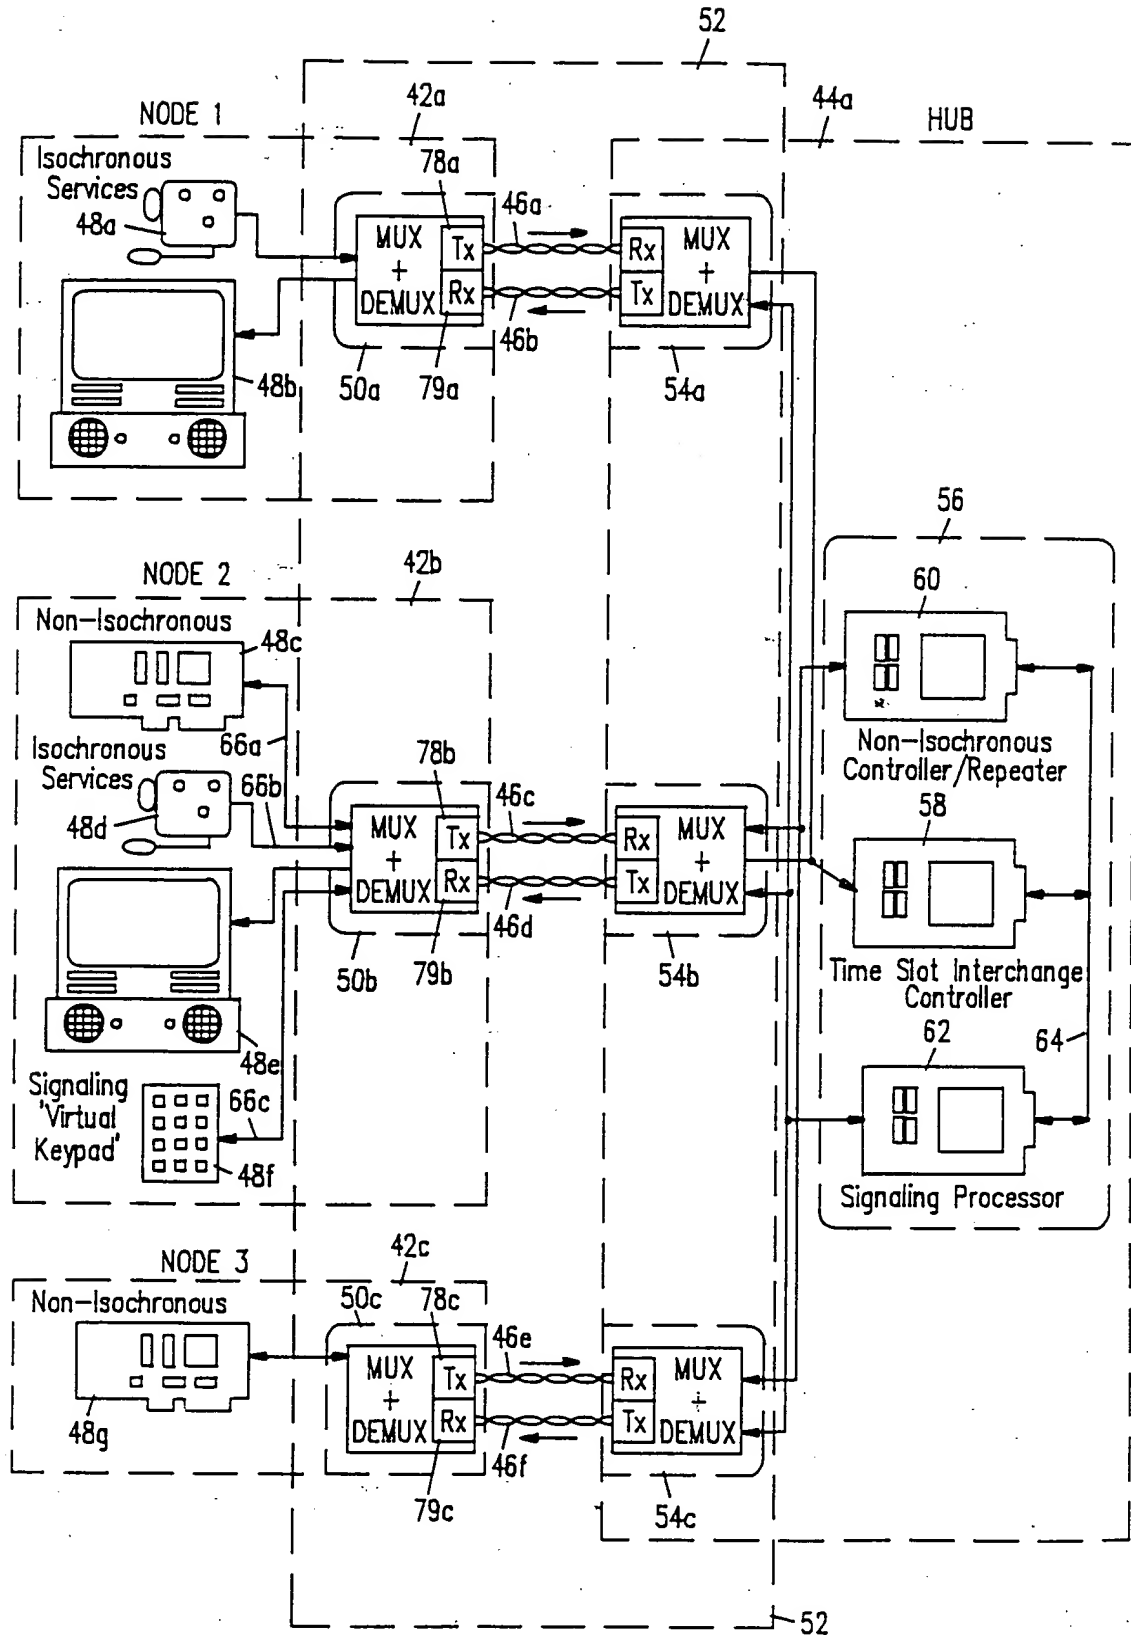 52
NODE 1
42a
44a
HUB
Isochronous
Services
48a
78a
46a
MUX
+
DEMUX
Tx
Rx
Rx
Tx
MUX
+
DEMUX
46b
48b
50a
79a
54a
56
NODE 2
42b
60
Non-Isochronous
48c
66a
Isochronous
Services
66b
48d
78b
46c
Non-Isochronous
Controller/Repeater
58
MUX
+
DEMUX
Tx
Rx
Rx
Tx
MUX
+
DEMUX
46d
50b
79b
54b
Time Slot Interchange
Controller
48e
62
64
Signaling
'Virtual
Keypad'
66c
48f
Signaling Processor
NODE 3
42c
Non-Isochronous
50c
78c
46e
MUX
+
DEMUX
Tx
Rx
Rx
Tx
MUX
+
DEMUX
48g
46f
79c
54c
52